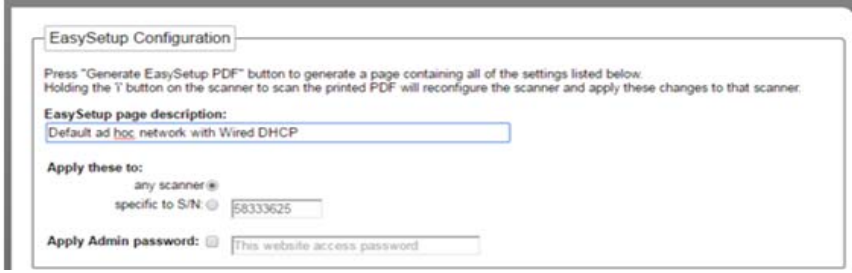 EasySetup Configuration
Press "Generate EasySetup PDF" button to generate a page containing all of the settings listed below.
Holding the 'i' button on the scanner to scan the printed PDF will reconfigure the scanner and apply these changes to that scanner.
EasySetup page description:
Default ad hoc network with Wired DHCP
Apply these to:
any scanner
specific to S/N: 58333625
Apply Admin password: This website access password